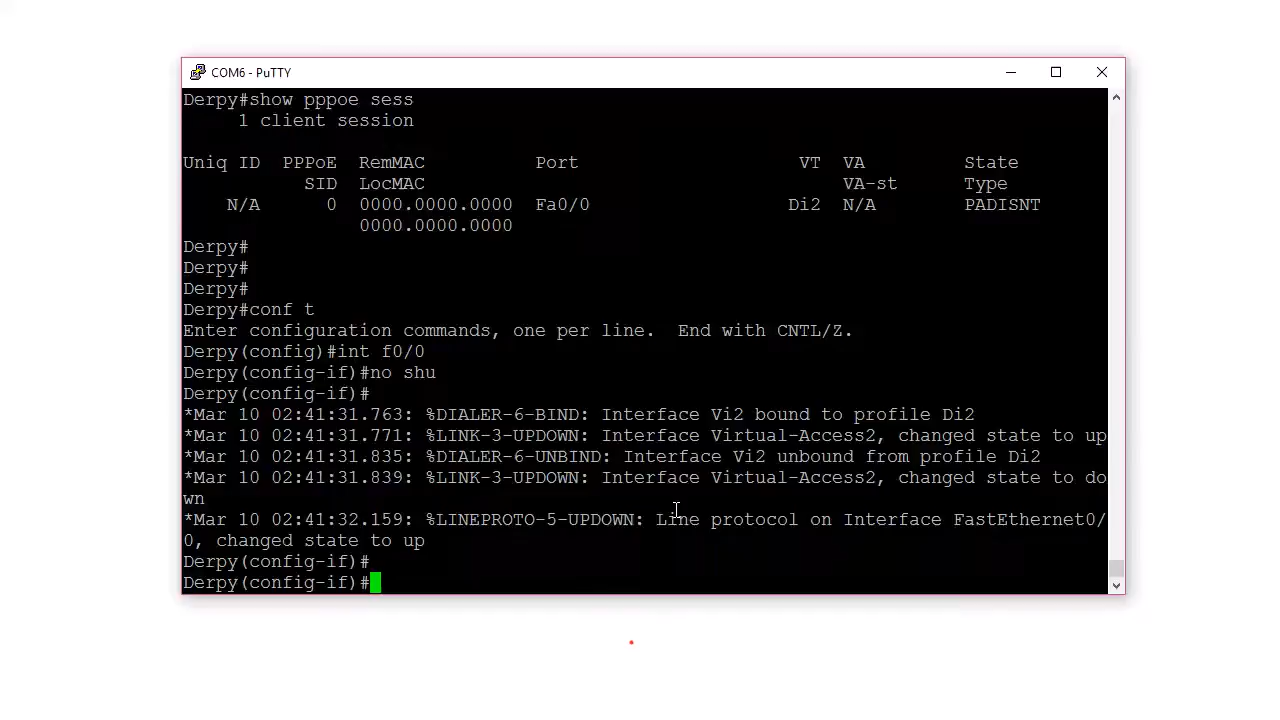 COM6 - PuTTY
Derpy#show pppoe sess
     1 client session

Uniq ID  PPPoE  RemMAC          Port                    VT  VA         State
           SID  LocMAC                                      VA-st      Type
    N/A      0  0000.0000.0000  Fa0/0                  Di2  N/A        PADISNT
                0000.0000.0000
Derpy#
Derpy#
Derpy#
Derpy#conf t
Enter configuration commands, one per line.  End with CNTL/Z.
Derpy(config)#int f0/0
Derpy(config-if)#no shu
Derpy(config-if)#
*Mar 10 02:41:31.763: %DIALER-6-BIND: Interface Vi2 bound to profile Di2
*Mar 10 02:41:31.771: %LINK-3-UPDOWN: Interface Virtual-Access2, changed state to up
*Mar 10 02:41:31.835: %DIALER-6-UNBIND: Interface Vi2 unbound from profile Di2
*Mar 10 02:41:31.839: %LINK-3-UPDOWN: Interface Virtual-Access2, changed state to do
wn
*Mar 10 02:41:32.159: %LINEPROTO-5-UPDOWN: Line protocol on Interface FastEthernet0/
0, changed state to up
Derpy(config-if)#
Derpy(config-if)#